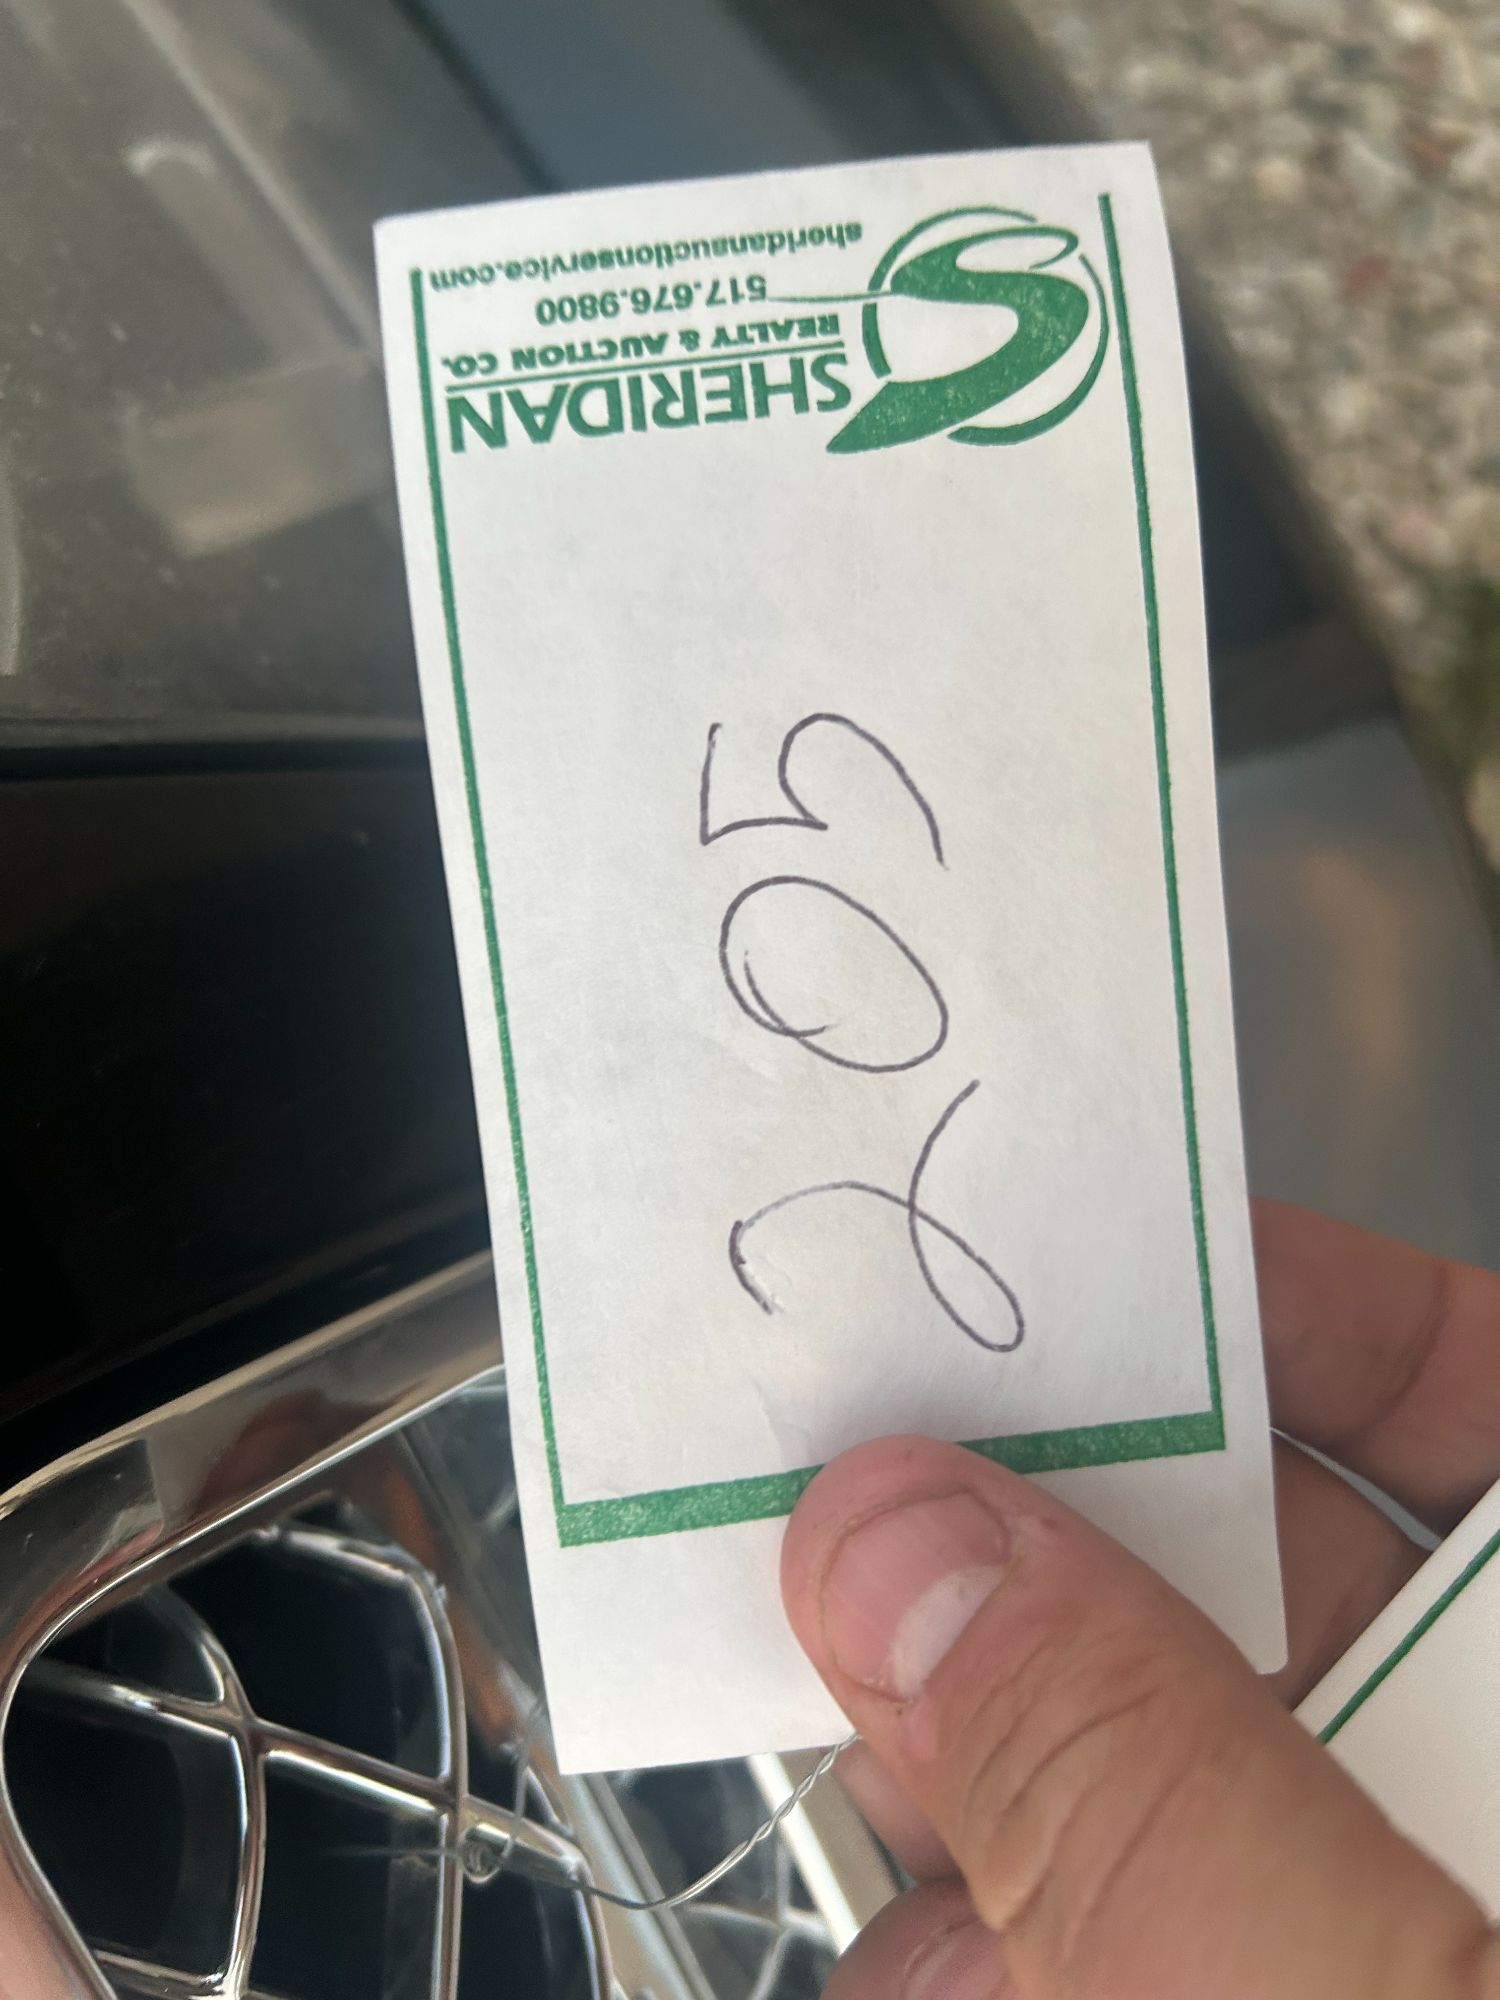 SHERIDAN
REALTY & AUCTION CO.
517.676.9800
sheridanauctionservice.com
205